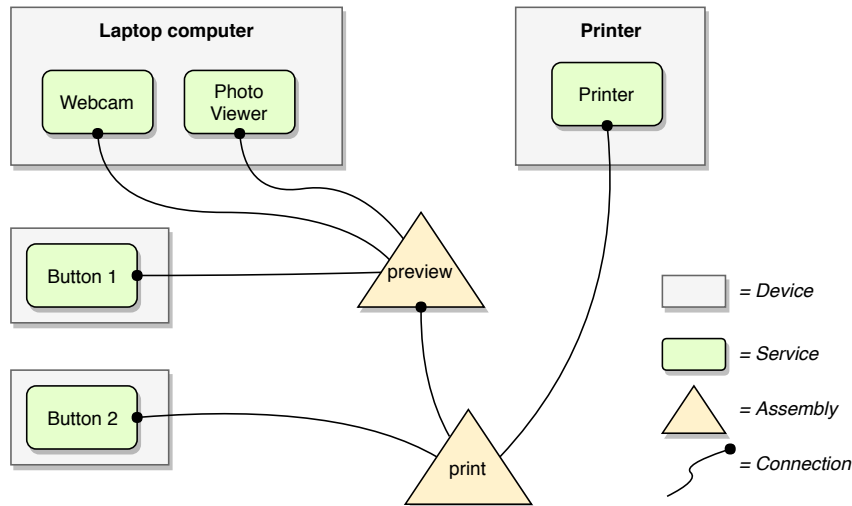 Laptop computer
Printer
Webcam
Photo
Viewer
Printer
Button 1
preview
= Device
= Service
Button 2
= Assembly
print
= Connection